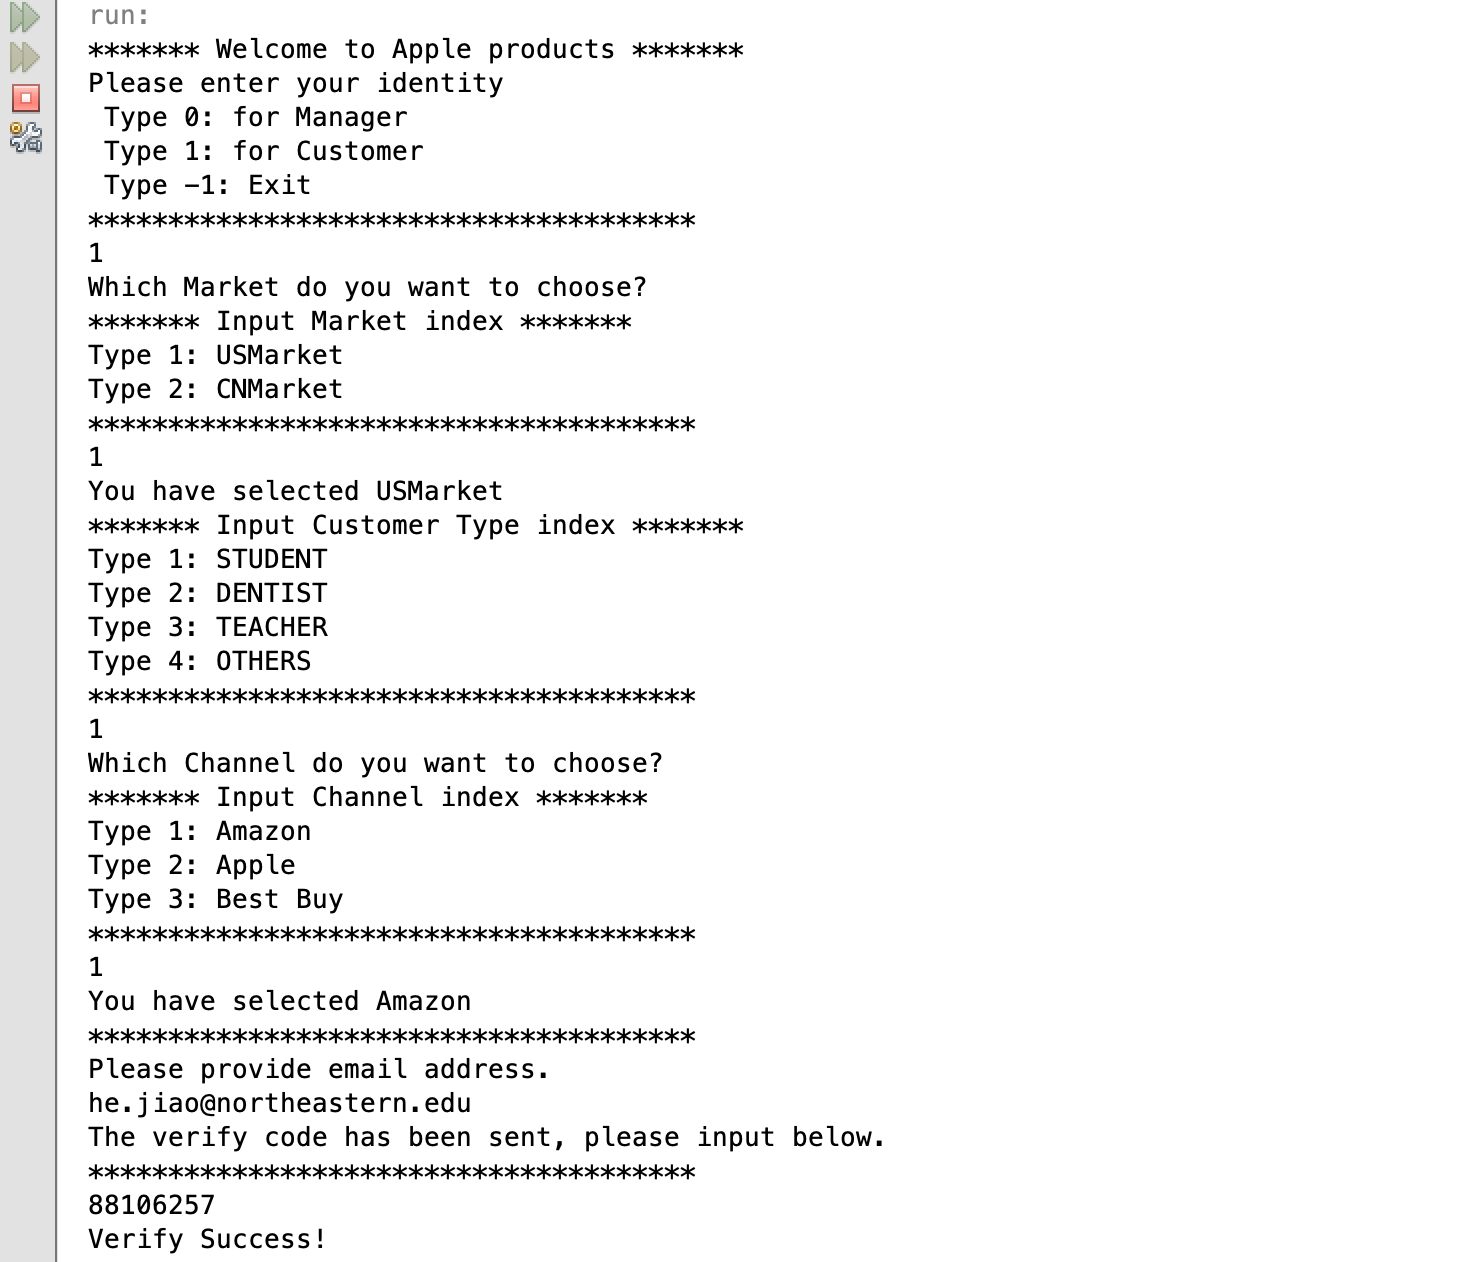 run:
******* Welcome to Apple products *******
Please enter your identity
 Type 0: for Manager
 Type 1: for Customer
 Type -1: Exit
**************************************
1
Which Market do you want to choose?
******* Input Market index *******
Type 1: USMarket
Type 2: CNMarket
**************************************
1
You have selected USMarket
******* Input Customer Type index *******
Type 1: STUDENT
Type 2: DENTIST
Type 3: TEACHER
Type 4: OTHERS
**************************************
1
Which Channel do you want to choose?
******* Input Channel index *******
Type 1: Amazon
Type 2: Apple
Type 3: Best Buy
**************************************
1
You have selected Amazon
**************************************
Please provide email address.
he.jiao@northeastern.edu
The verify code has been sent, please input below.
**************************************
88106257
Verify Success!